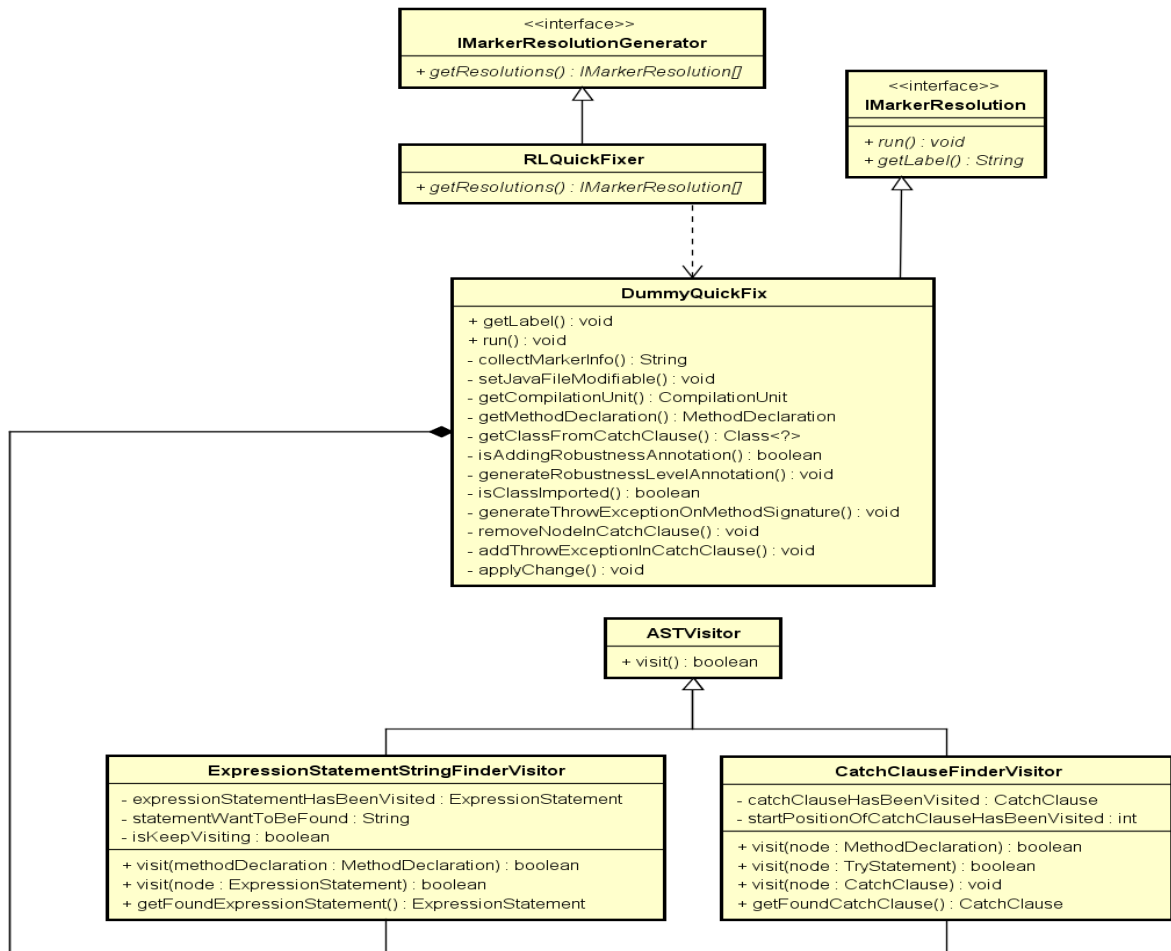 <<interface>>
IMarkerResolutionGenerator
+ getResolutions() : IMarkerResolution[]
<<interface>>
IMarkerResolution
+ run() : void
+ getLabel() : String
RLQuickFixer
+ getResolutions() : IMarkerResolution[]
DummyQuickFix
+ getLabel() : void
+ run() : void
- collectMarkerInfo() : String
- setJavaFileModifiable() : void
- getCompilationUnit() : CompilationUnit
- getMethodDeclaration() : MethodDeclaration
- getClassFromCatchClause() : Class<?>
- isAddingRobustnessAnnotation() : boolean
- generateRobustnessLevelAnnotation() : void
- isClassImported() : boolean
- generateThrowExceptionOnMethodSignature() : void
- removeNodeInCatchClause() : void
- addThrowExceptionInCatchClause() : void
- applyChange() : void
ASTVisitor
+ visit() : boolean
ExpressionStatementStringFinderVisitor
- expressionStatementHasBeenVisited : ExpressionStatement
- statementWantToBeFound : String
- isKeepVisiting : boolean
+ visit(methodDeclaration : MethodDeclaration) : boolean
+ visit(node : ExpressionStatement) : boolean
+ getFoundExpressionStatement() : ExpressionStatement
CatchClauseFinderVisitor
- catchClauseHasBeenVisited : CatchClause
- startPositionOfCatchClauseHasBeenVisited : int
+ visit(node : MethodDeclaration) : boolean
+ visit(node : TryStatement) : boolean
+ visit(node : CatchClause) : void
+ getFoundCatchClause() : CatchClause